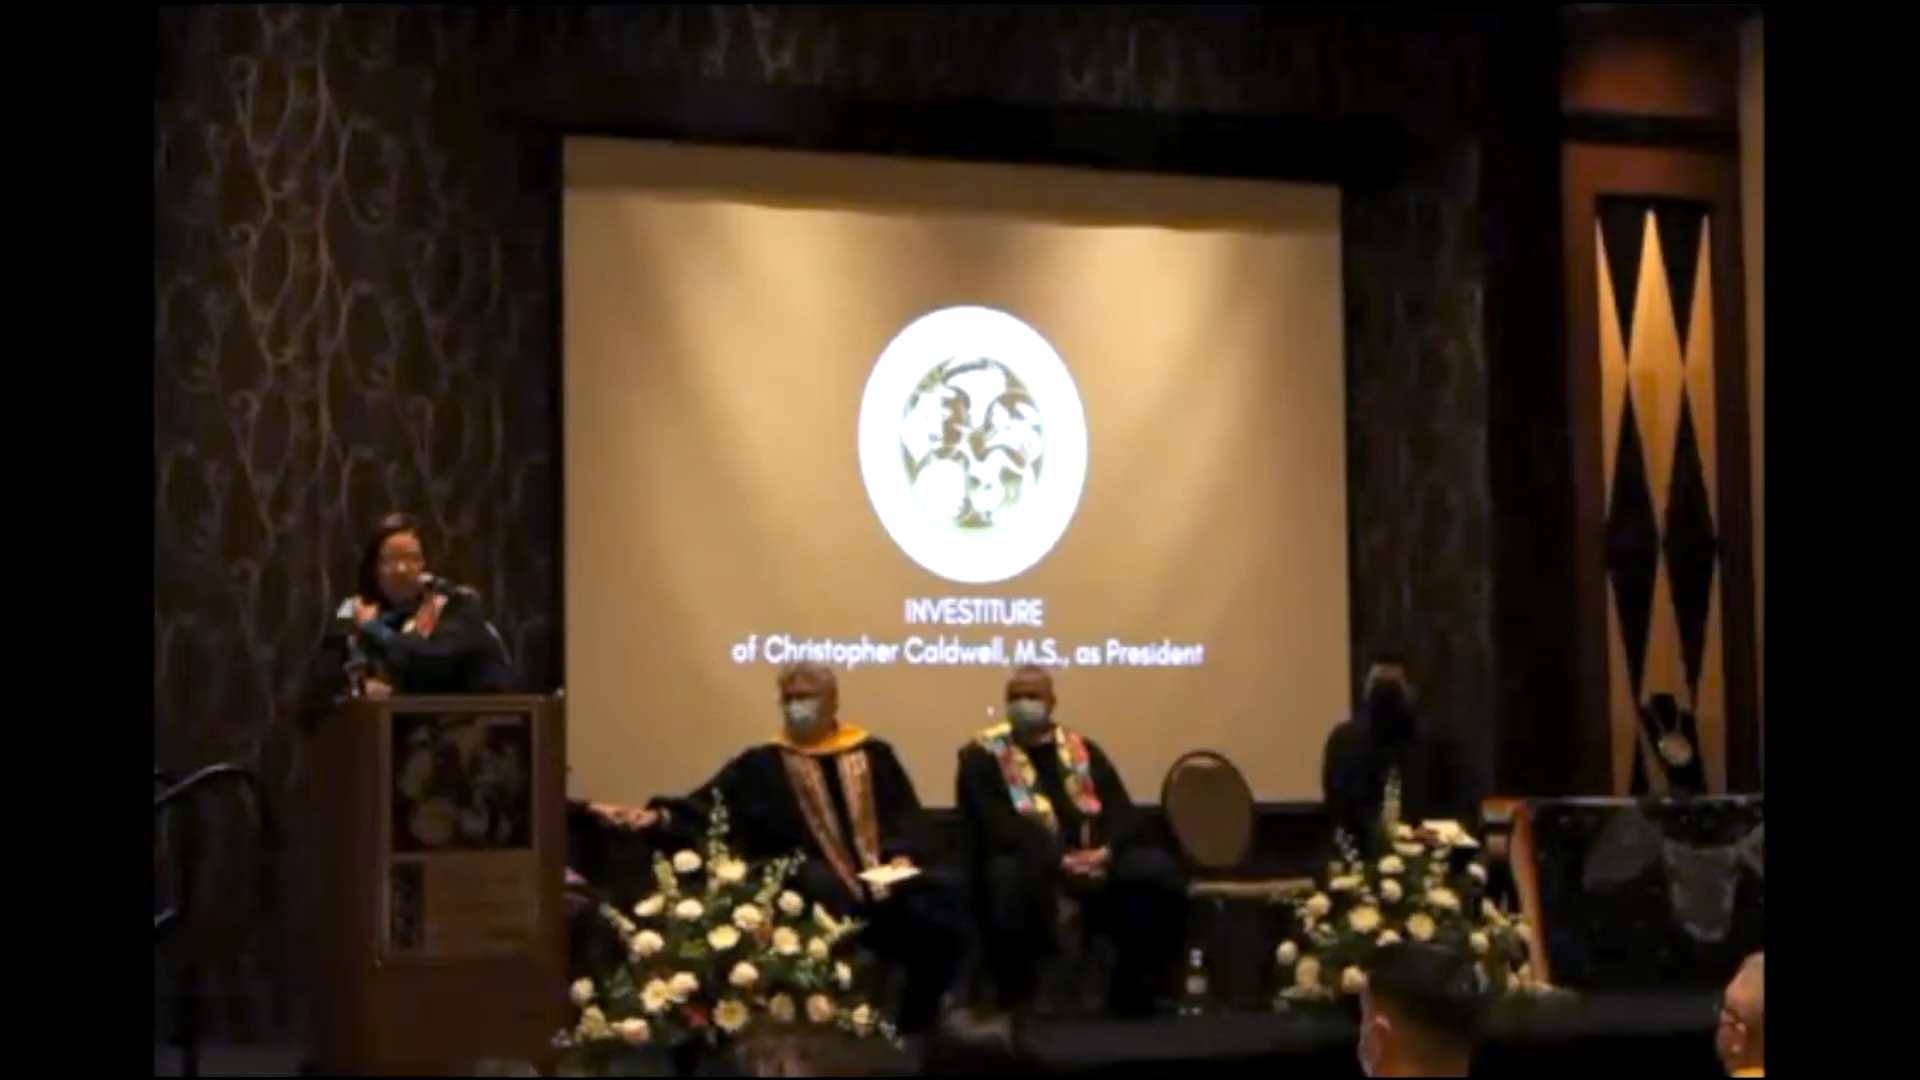 INVESTITURE
of Christopher Caldwell, M.S., as President